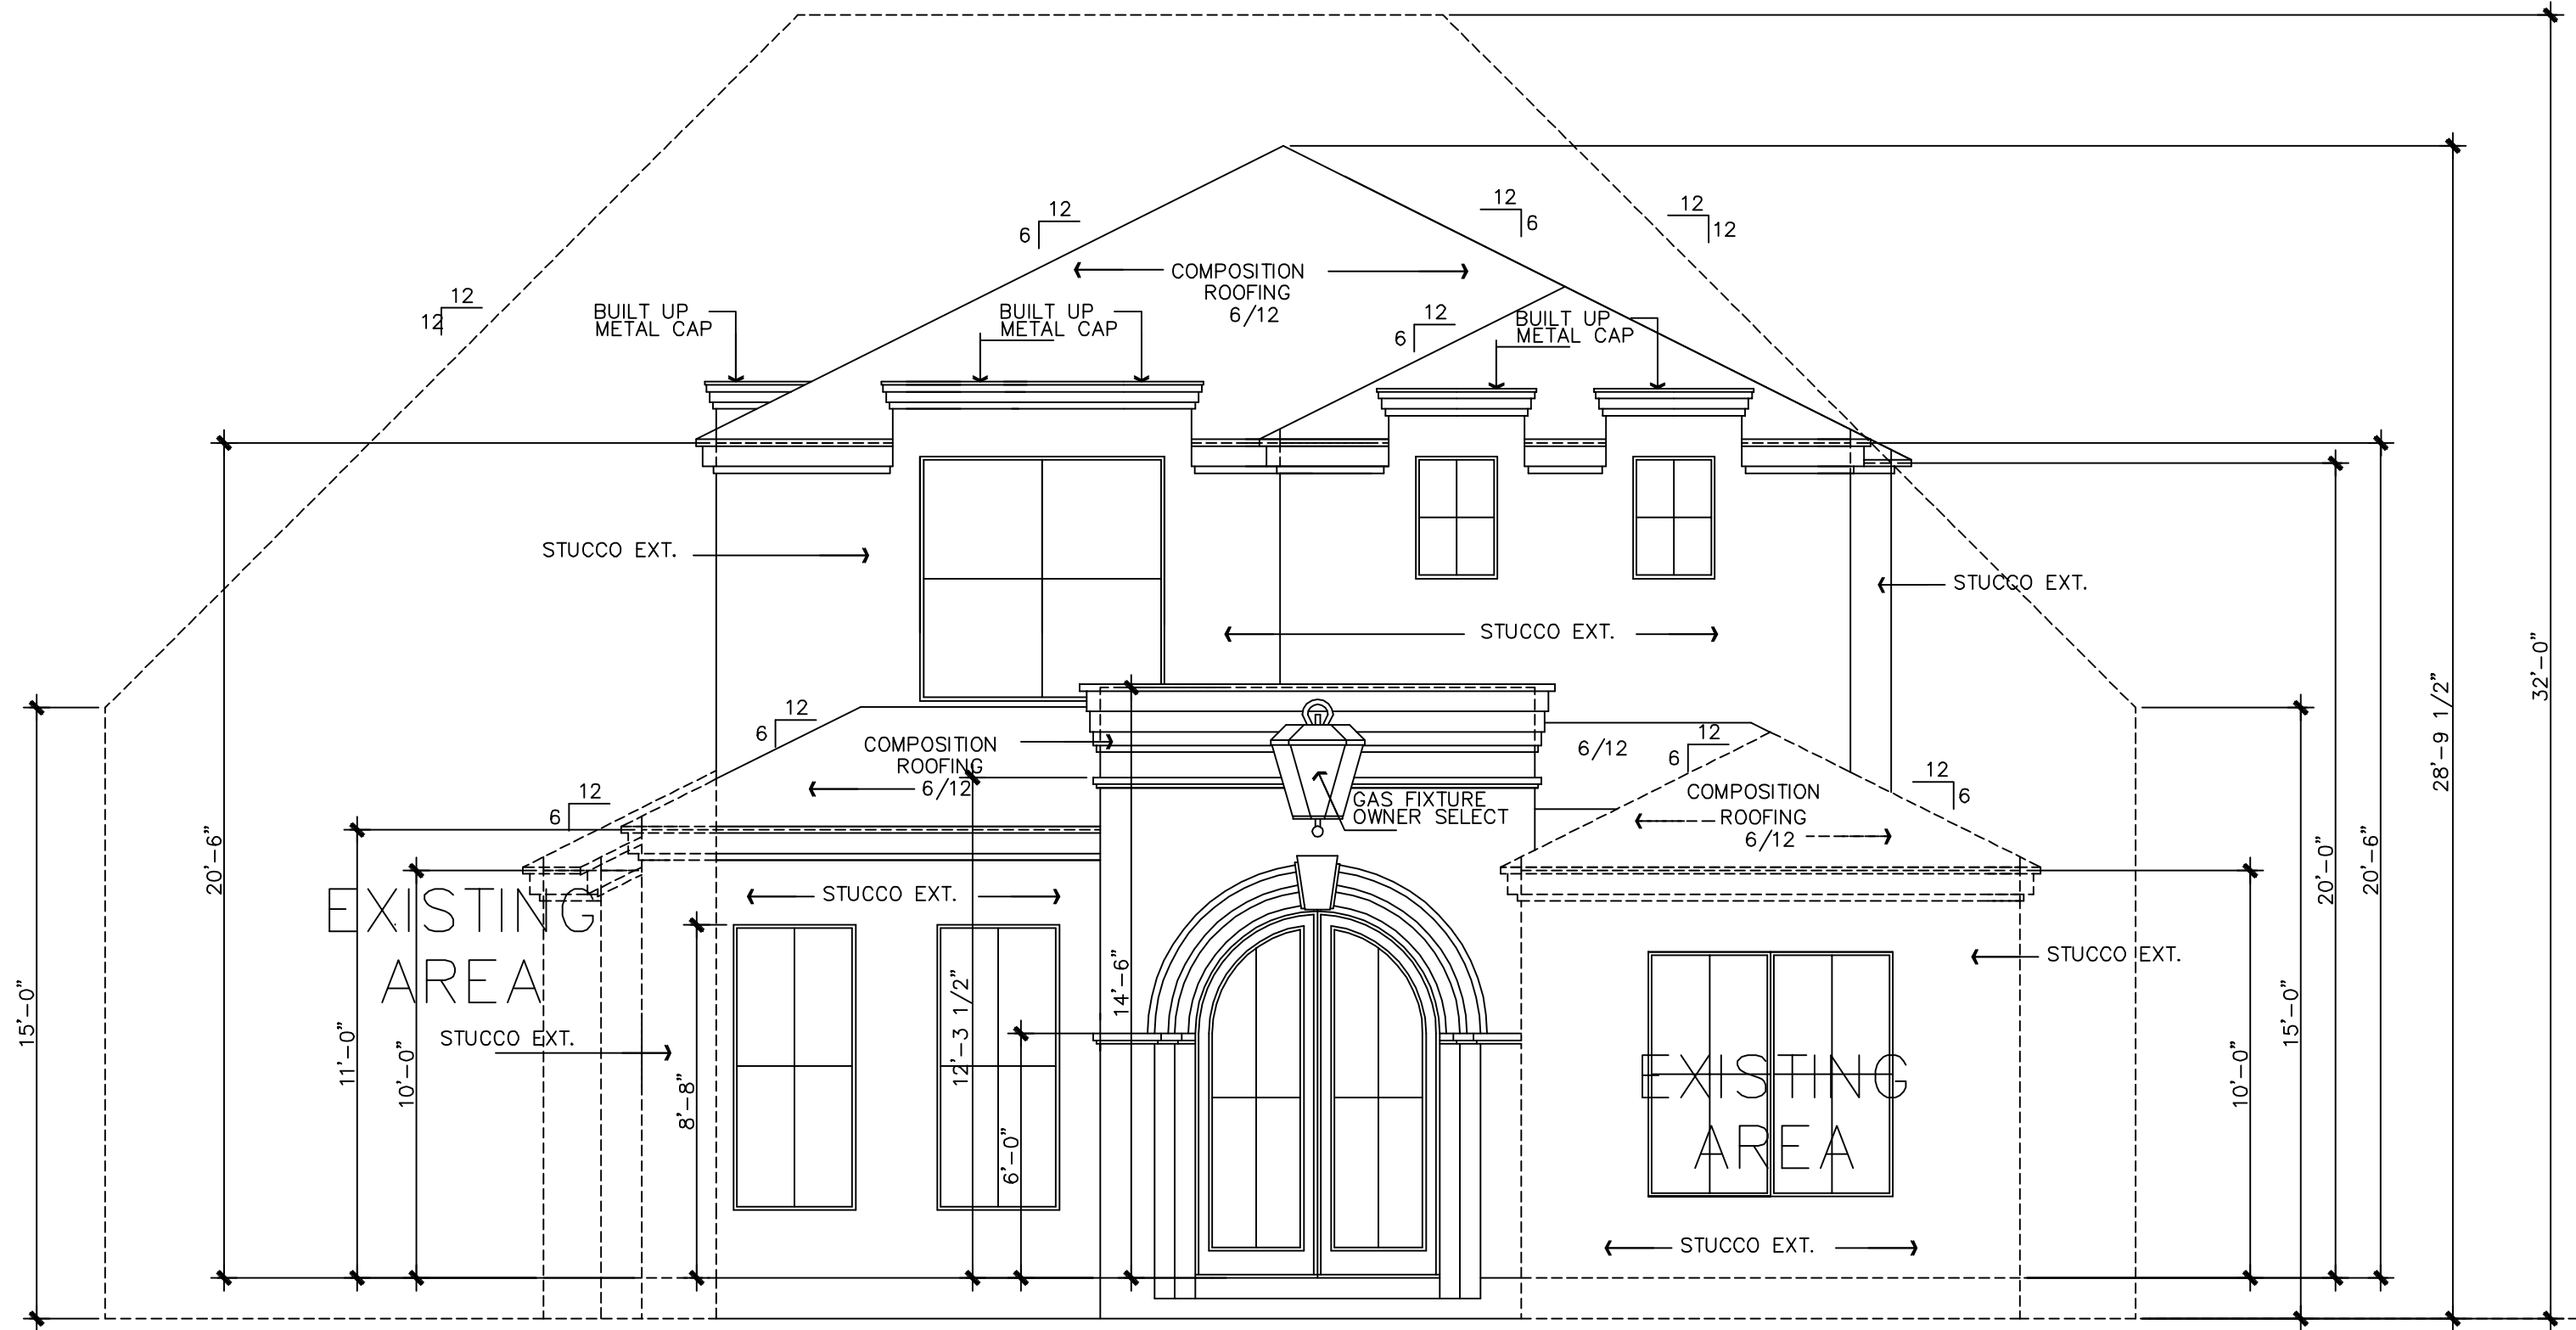 12
6
12
6
12
12
COMPOSITION
ROOFING
6/12
12
12
BUILT UP
METAL CAP
BUILT UP
METAL CAP
12
6
BUILT UP
METAL CAP
STUCCO EXT.
STUCCO EXT.
STUCCO EXT.
32'-0"
28'-9 1/2"
12
6
COMPOSITION
ROOFING
6/12
6/12
12
6
12
6
12
6
COMPOSITION
ROOFING
6/12
GAS FIXTURE
OWNER SELECT
20'-6"
20'-0"
20'-6"
STUCCO EXT.
EXISTING
AREA
STUCCO EXT.
STUCCO EXT.
15'-0"
11'-0"
10'-0"
8'-8"
12'-3 1/2"
6'-0"
14'-6"
EXISTING
AREA
10'-0"
15'-0"
STUCCO EXT.